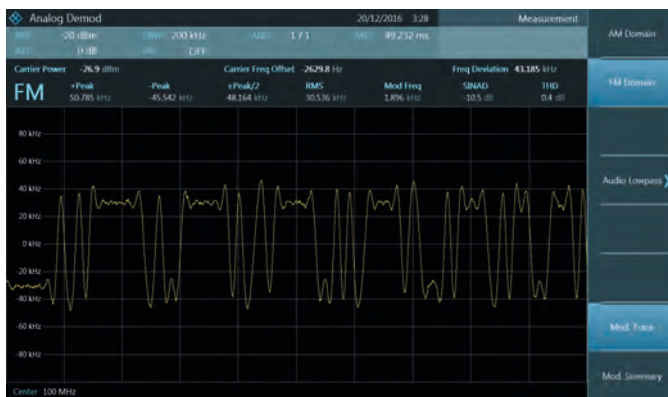 Analog Demod
20/12/2016 3:28
Measurement
-20 dBm
200 kHz
1 / 1
49.232 ms
0 dB
OFF
Carrier Power -26.9 dBm
Carrier Freq Offset -2629.8 Hz
Freq Deviation 43.185 kHz
FM
+Peak
-Peak
±Peak/2
RMS
Mod Freq
SINAD
THD
50.785 kHz
-45.542 kHz
48.164 kHz
30.536 kHz
1.896 kHz
-10.5 dB
0.4 dB
80 kHz
60 kHz
40 kHz
20 kHz
0 kHz
-20 kHz
-40 kHz
-60 kHz
-80 kHz
Center 100 MHz
AM Domain
FM Domain
Audio Lowpass
Mod. Trace
Mod. Summary